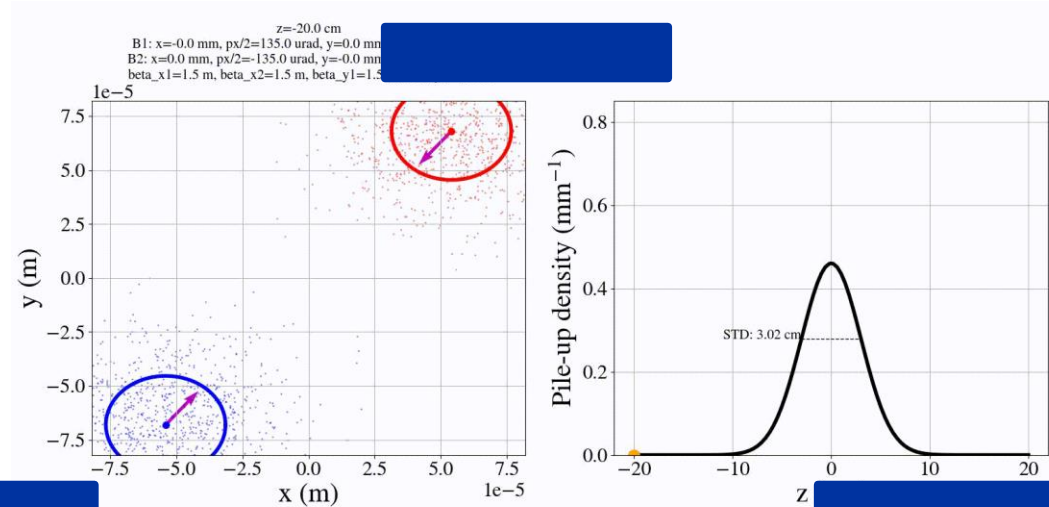 z=-20.0 cm
B1: x=-0.0 mm, px/2=135.0 urad, y=0.0 mm
B2: x=0.0 mm, px/2=-135.0 urad, y=-0.0 mm
beta_x1=1.5 m, beta_x2=1.5 m, beta_y1=1.5
1e−5
7.5
5.0
2.5
0.0
−2.5
−5.0
−7.5
y (m)
−7.5 −5.0 −2.5 0.0 2.5 5.0 7.5
x (m)
1e−5
Pile-up density (mm−1)
0.8
0.6
0.4
0.2
0.0
STD: 3.02 cm
−20 −10 0 10 20
z